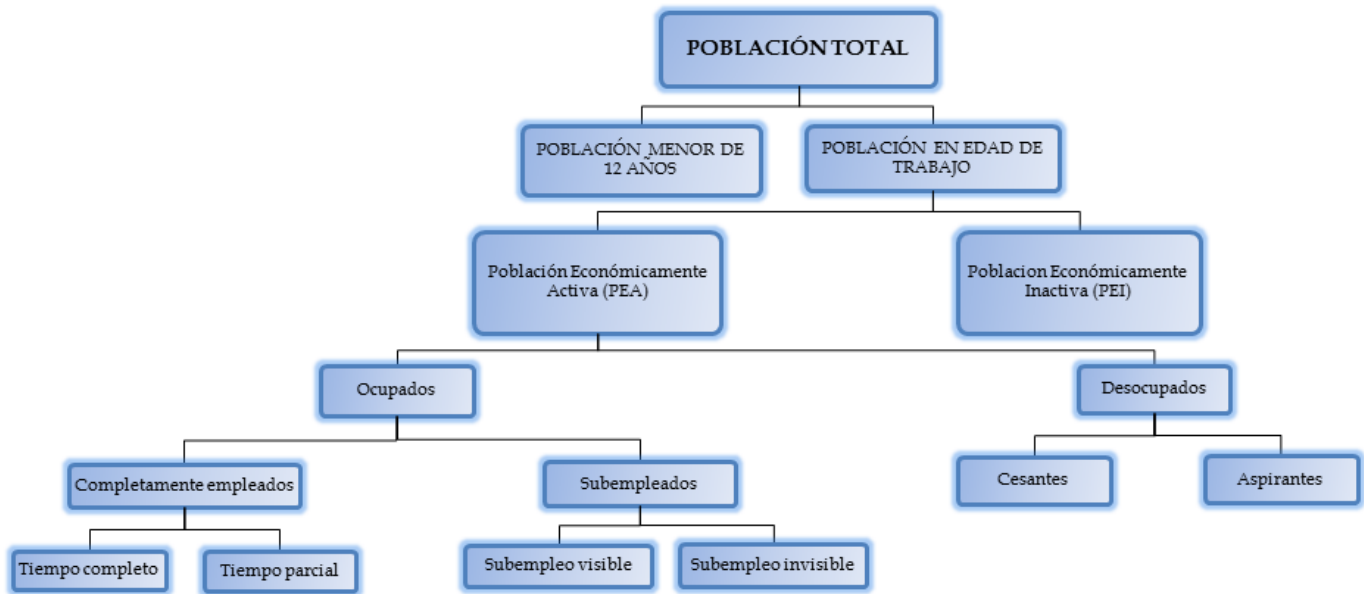 POBLACIÓN TOTAL
POBLACIÓN MENOR DE
12 AÑOS
POBLACIÓN EN EDAD DE
TRABAJO
Población Económicamente
Activa (PEA)
Poblacion Económicamente
Inactiva (PEI)
Ocupados
Desocupados
Completamente empleados
Subempleados
Cesantes
Aspirantes
Tiempo completo
Tiempo parcial
Subempleo visible
Subempleo invisible